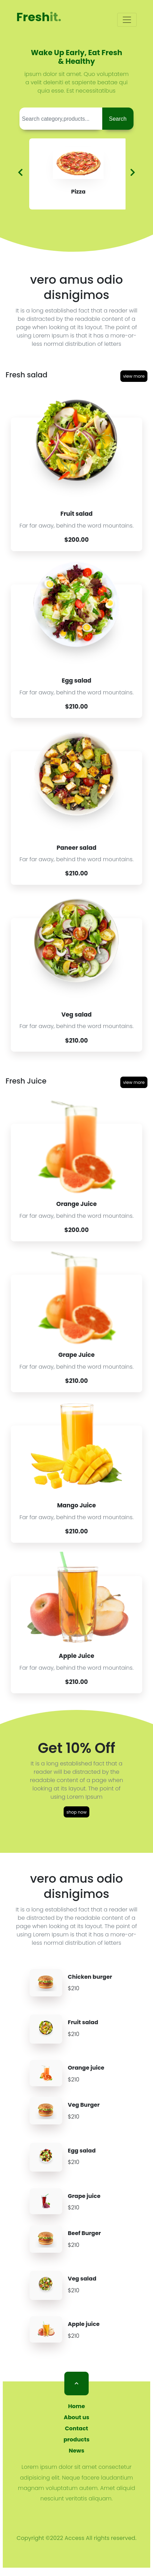 Freshit.
Wake Up Early, Eat Fresh
& Healthy
Ipsum dolor sit amet. Quis voluptatem
a velit dolores et ipsam sapiente est qui
quia esse. Est necessitatibus
Search category,products...
Search
Pizza
vero amus odio
disnigimos
It is a long established fact that a reader will
be distracted by the readable content of a
page when looking at its layout. The point of
using Lorem Ipsum is that it has a more-or-
less normal distribution of letters
Fresh salad
view more
Fruit salad
Far far away, behind the word mountains.
$200.00
Egg salad
Far far away, behind the word mountains.
$210.00
Paneer salad
Far far away, behind the word mountains.
$210.00
Veg salad
Far far away, behind the word mountains.
$210.00
Fresh Juice
view more
Orange Juice
Far far away, behind the word mountains.
$200.00
Grape Juice
Far far away, behind the word mountains.
$210.00
Mango Juice
Far far away, behind the word mountains.
$210.00
Apple Juice
Far far away, behind the word mountains.
$210.00
Get 10% Off
It is a long established fact that a
reader will be distracted by the
readable content of a page when
looking at its layout. The point of
using Lorem Ipsum
shop now
vero amus odio
disnigimos
It is a long established fact that a reader will
be distracted by the readable content of a
page when looking at its layout. The point of
using Lorem Ipsum is that it has a more-or-
less normal distribution of letters
Chicken burger
$210
Fruit salad
$210
Orange juice
$210
Veg Burger
$210
Egg salad
$210
Grape juice
$210
Beef Burger
$210
Veg salad
$210
Apple juice
$210
Home
About us
Contact
products
News
Lorem ipsum dolor sit amet consectetur
adipisicing elit. Neque facere laudantium
magnam voluptatum autem. Amet aliquid
nesciunt veritatis aliquam.
Copyright ©2022 Access All rights reserved.